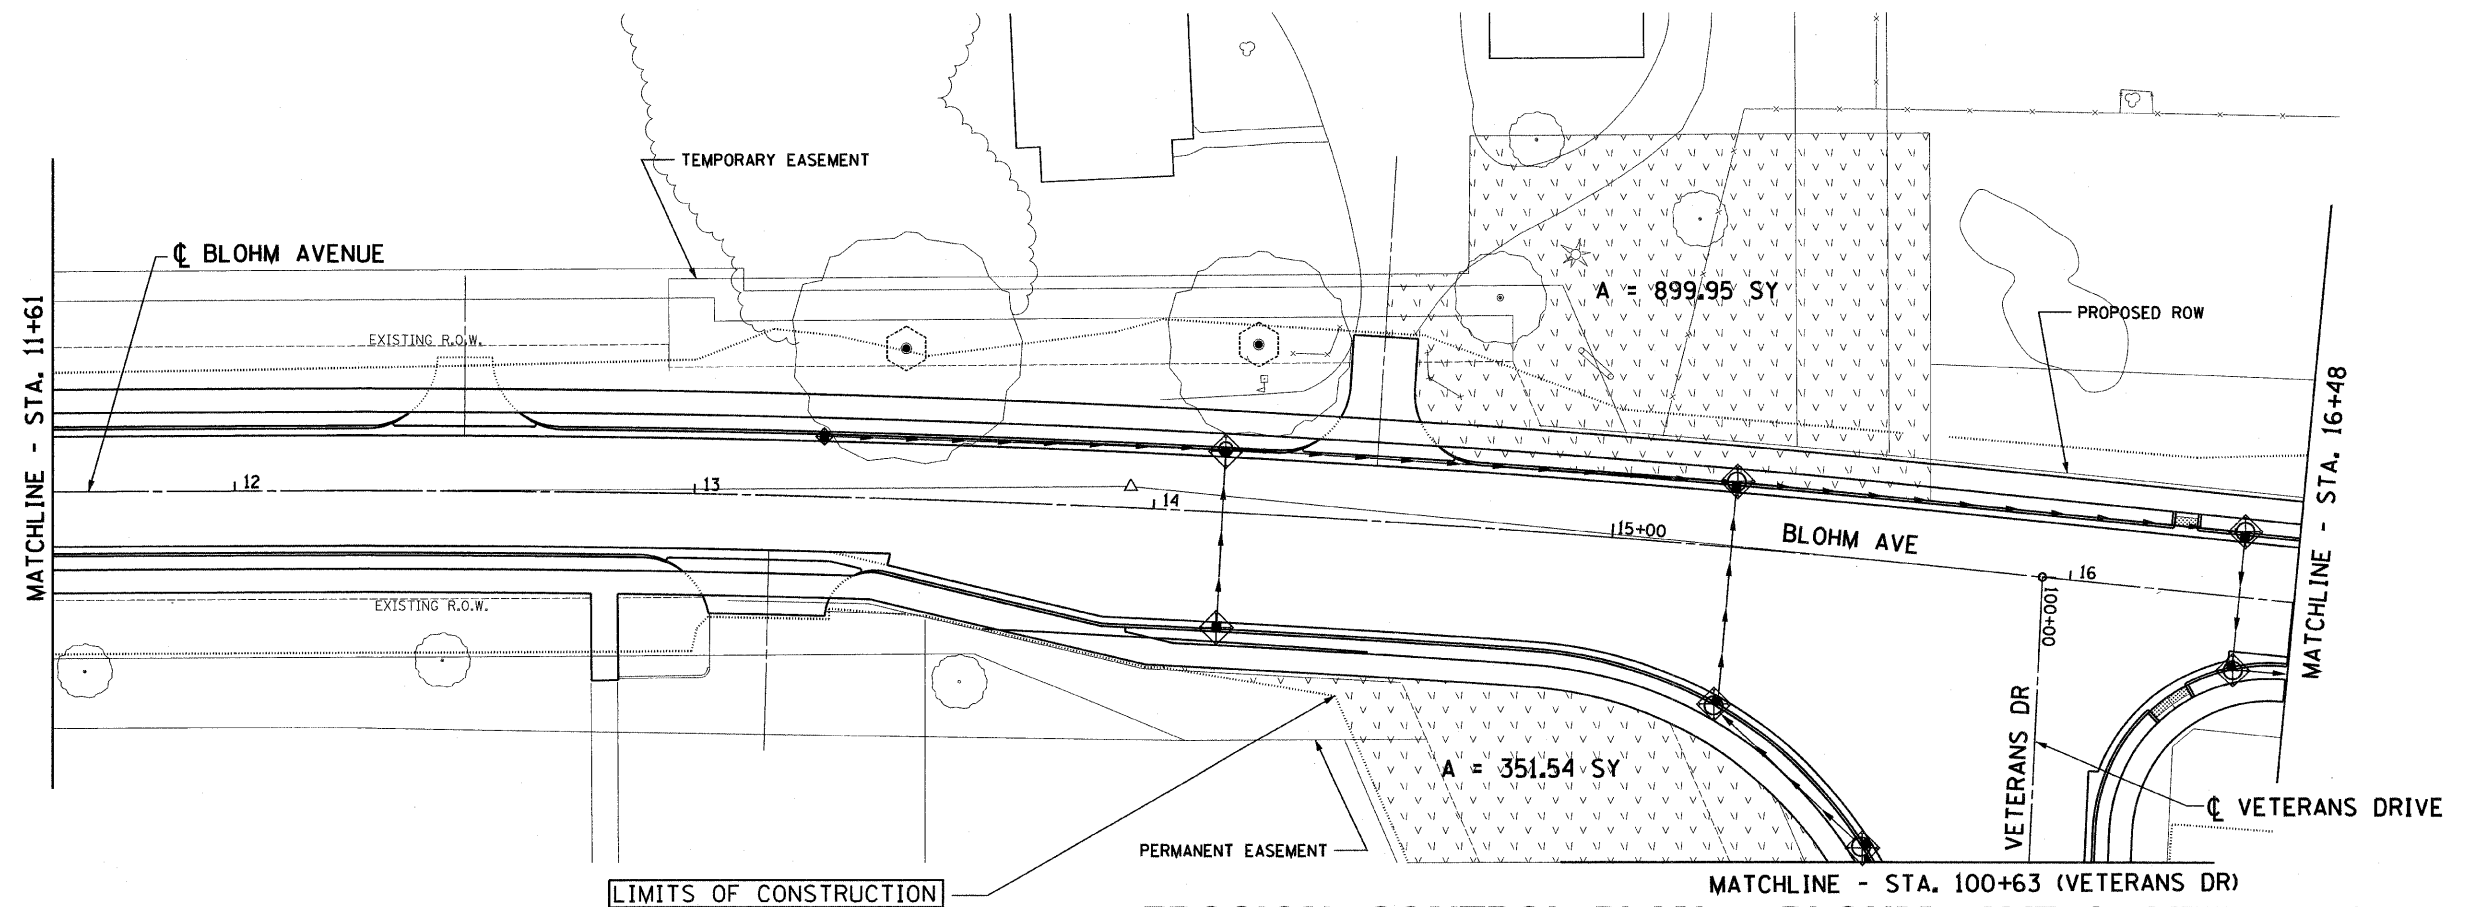 TEMPORARY EASEMENT
℄ BLOHM AVENUE
A = 899.95 SY
PROPOSED ROW
EXISTING R.O.W.
MATCHLINE - STA. 11+61
MATCHLINE - STA. 16+48
12
13
14
15+00
BLOHM AVE
16
100+00
EXISTING R.O.W.
VETERANS DR
A = 351.54 SY
℄ VETERANS DRIVE
PERMANENT EASEMENT
LIMITS OF CONSTRUCTION
MATCHLINE - STA. 100+63 (VETERANS DR)